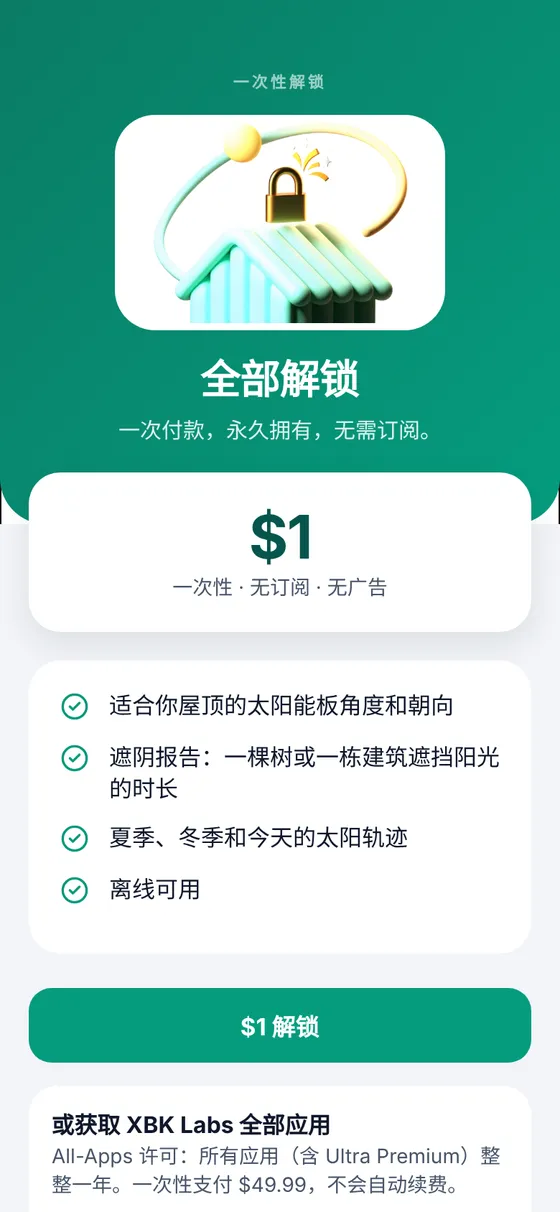 一次性解锁
全部解锁
一次付款，永久拥有，无需订阅。
$1
一次性 · 无订阅 · 无广告
适合你屋顶的太阳能板角度和朝向
遮阴报告：一棵树或一栋建筑遮挡阳光
的时长
夏季、冬季和今天的太阳轨迹
离线可用
$1 解锁
或获取 XBK Labs 全部应用
All-Apps 许可：所有应用（含 Ultra Premium）整
整一年。一次性支付 $49.99，不会自动续费。